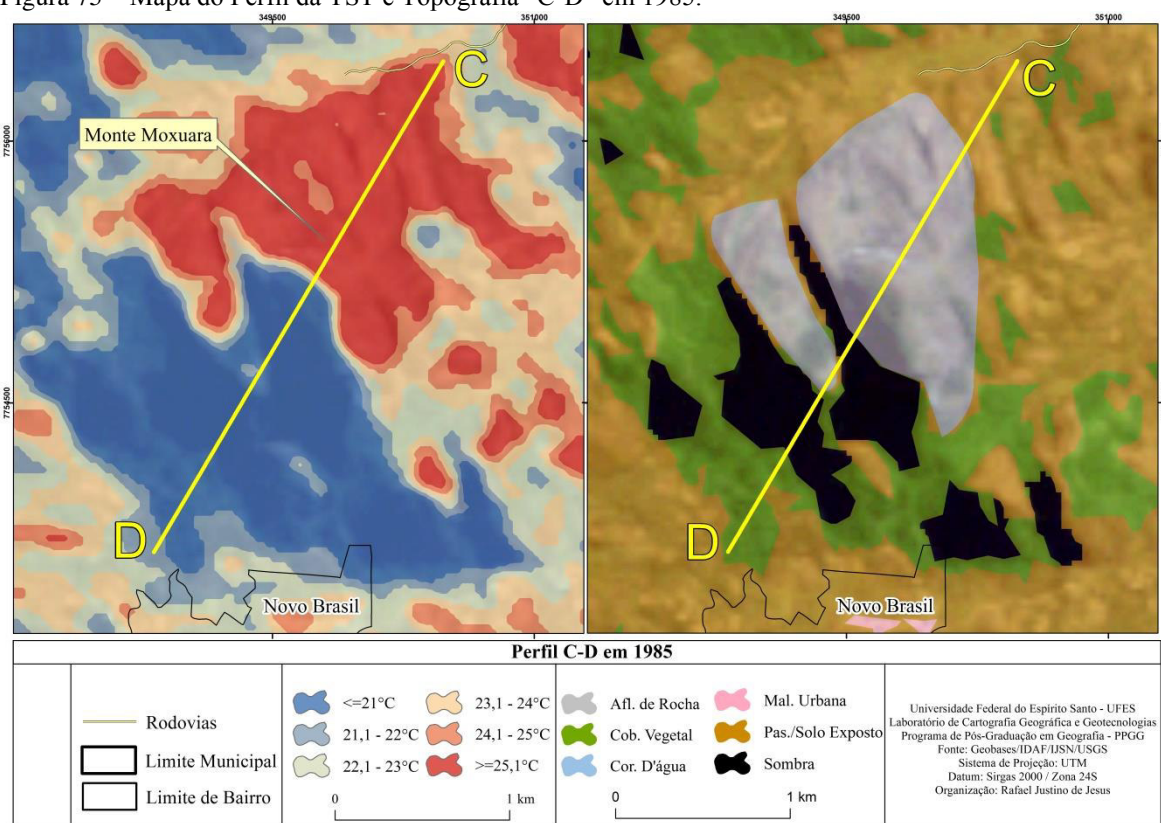 Figura 73 – Mapa do Perfil da TST e Topografia "C-D" em 1985.
349500
351000
349500
351000
7756000
7754500
Monte Moxuara
C
D
Novo Brasil
C
D
Novo Brasil
Perfil C-D em 1985
Rodovias
Limite Municipal
Limite de Bairro
<=21°C
21,1 - 22°C
22,1 - 23°C
23,1 - 24°C
24,1 - 25°C
>=25,1°C
0 1 km
Afl. de Rocha
Cob. Vegetal
Cor. D'água
Mal. Urbana
Pas./Solo Exposto
Sombra
0 1 km
Universidade Federal do Espírito Santo - UFES
Laboratório de Cartografia Geográfica e Geotecnologias
Programa de Pós-Graduação em Geografia - PPGG
Fonte: Geobases/IDAF/IJSN/USGS
Sistema de Projeção: UTM
Datum: Sirgas 2000 / Zona 24S
Organização: Rafael Justino de Jesus